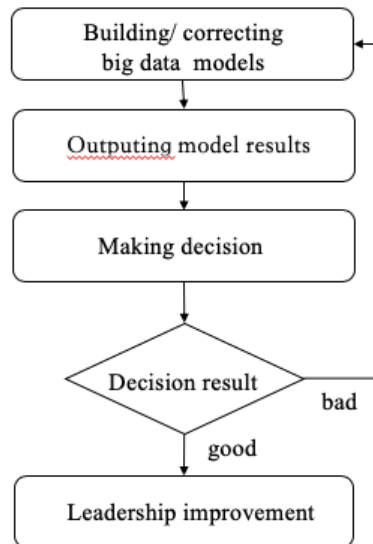 Building/ correcting
big data models
Outputing model results
Making decision
Decision result
bad
good
Leadership improvement